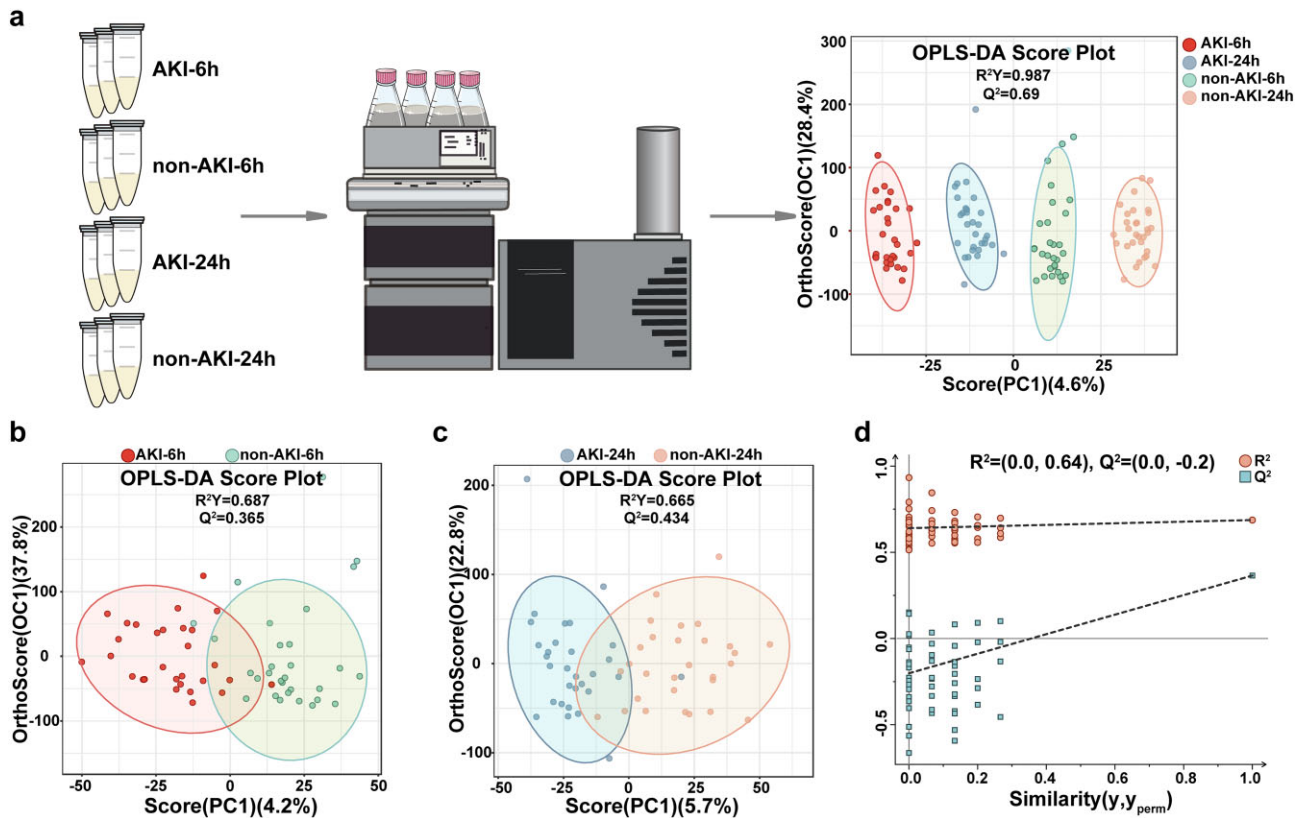 a
AKI-6h
non-AKI-6h
AKI-24h
non-AKI-24h
OPLS-DA Score Plot
R²Y=0.987
Q²=0.69
AKI-6h
AKI-24h
non-AKI-6h
non-AKI-24h
OrthoScore(OC1)(28.4%)
300
200
100
0
-100
-25
0
25
Score(PC1)(4.6%)
b
AKI-6h
non-AKI-6h
OPLS-DA Score Plot
R²Y=0.687
Q²=0.365
OrthoScore(OC1)(37.8%)
200
100
0
-100
-50
-25
0
25
50
Score(PC1)(4.2%)
c
AKI-24h
non-AKI-24h
OPLS-DA Score Plot
R²Y=0.665
Q²=0.434
OrthoScore(OC1)(22.8%)
200
100
0
-100
-50
-25
0
25
50
Score(PC1)(5.7%)
d
R²=(0.0, 0.64), Q²=(0.0, -0.2)
R²
Q²
1.0
0.5
0.0
-0.5
0.0
0.2
0.4
0.6
0.8
1.0
Similarity(y,yperm)